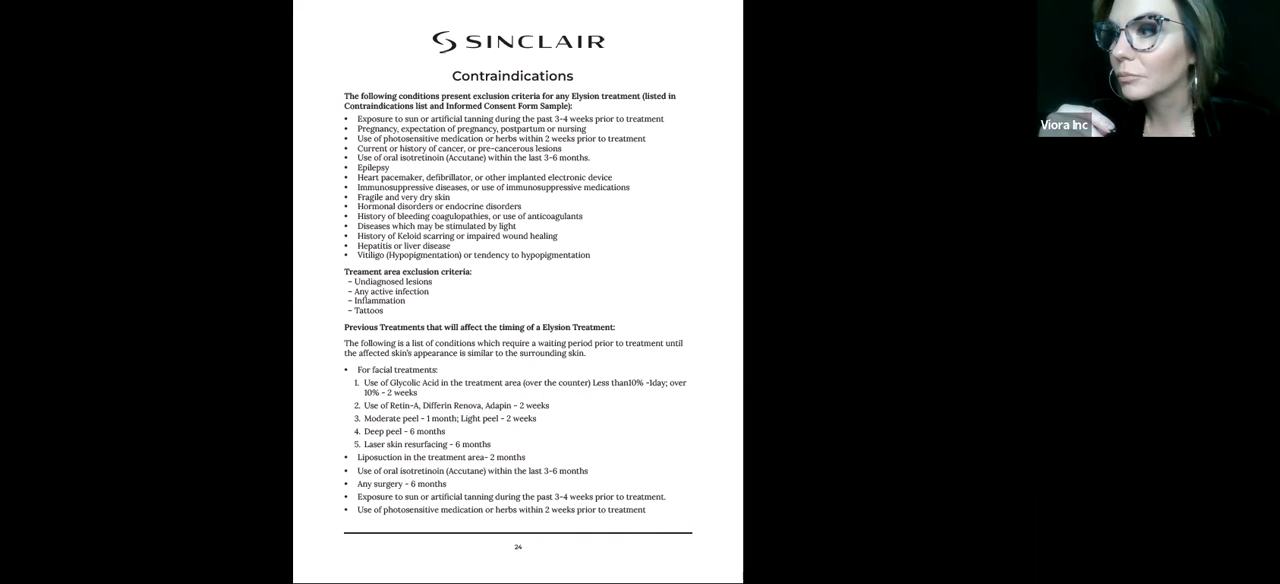 SINCLAIR
Contraindications
The following conditions present exclusion criteria for any Elysion treatment (listed in
Contraindications list and Informed Consent Form Sample):
• Exposure to sun or artificial tanning during the past 3-4 weeks prior to treatment
• Pregnancy, expectation of pregnancy, postpartum or nursing
• Use of photosensitive medication or herbs within 2 weeks prior to treatment
• Current or history of cancer, or pre-cancerous lesions
• Use of oral isotretinoin (Accutane) within the last 3-6 months.
• Epilepsy
• Heart pacemaker, defibrillator, or other implanted electronic device
• Immunosuppressive diseases, or use of immunosuppressive medications
• Fragile and very dry skin
• Hormonal disorders or endocrine disorders
• History of bleeding coagulopathies, or use of anticoagulants
• Diseases which may be stimulated by light
• History of Keloid scarring or impaired wound healing
• Hepatitis or liver disease
• Vitiligo (Hypopigmentation) or tendency to hypopigmentation
Treament area exclusion criteria:
– Undiagnosed lesions
– Any active infection
– Inflammation
– Tattoos
Previous Treatments that will affect the timing of a Elysion Treatment:
The following is a list of conditions which require a waiting period prior to treatment until
the affected skin's appearance is similar to the surrounding skin.
• For facial treatments:
1. Use of Glycolic Acid in the treatment area (over the counter) Less than10% -1day; over
10% - 2 weeks
2. Use of Retin-A, Differin Renova, Adapin - 2 weeks
3. Moderate peel - 1 month; Light peel - 2 weeks
4. Deep peel - 6 months
5. Laser skin resurfacing - 6 months
• Liposuction in the treatment area- 2 months
• Use of oral isotretinoin (Accutane) within the last 3-6 months
• Any surgery - 6 months
• Exposure to sun or artificial tanning during the past 3-4 weeks prior to treatment.
• Use of photosensitive medication or herbs within 2 weeks prior to treatment
24
Viora Inc